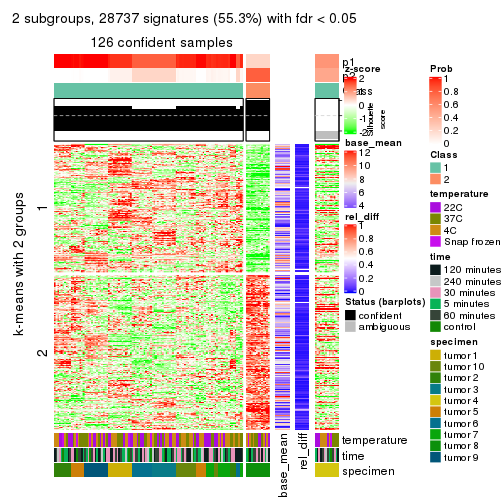 2 subgroups, 28737 signatures (55.3%) with fdr < 0.05
126 confident samples
p1
p2
Class
Silhouette
score
k-means with 2 groups
1
2
base_mean
rel_diff
temperature
time
specimen
z-score
2
1
0
-1
-2
base_mean
12
10
8
6
4
rel_diff
1
0.8
0.6
0.4
0.2
0
Status (barplots)
confident
ambiguous
Prob
1
0.8
0.6
0.4
0.2
0
Class
1
2
temperature
22C
37C
4C
Snap frozen
time
120 minutes
240 minutes
30 minutes
5 minutes
60 minutes
control
specimen
tumor 1
tumor 10
tumor 2
tumor 3
tumor 4
tumor 5
tumor 6
tumor 7
tumor 8
tumor 9